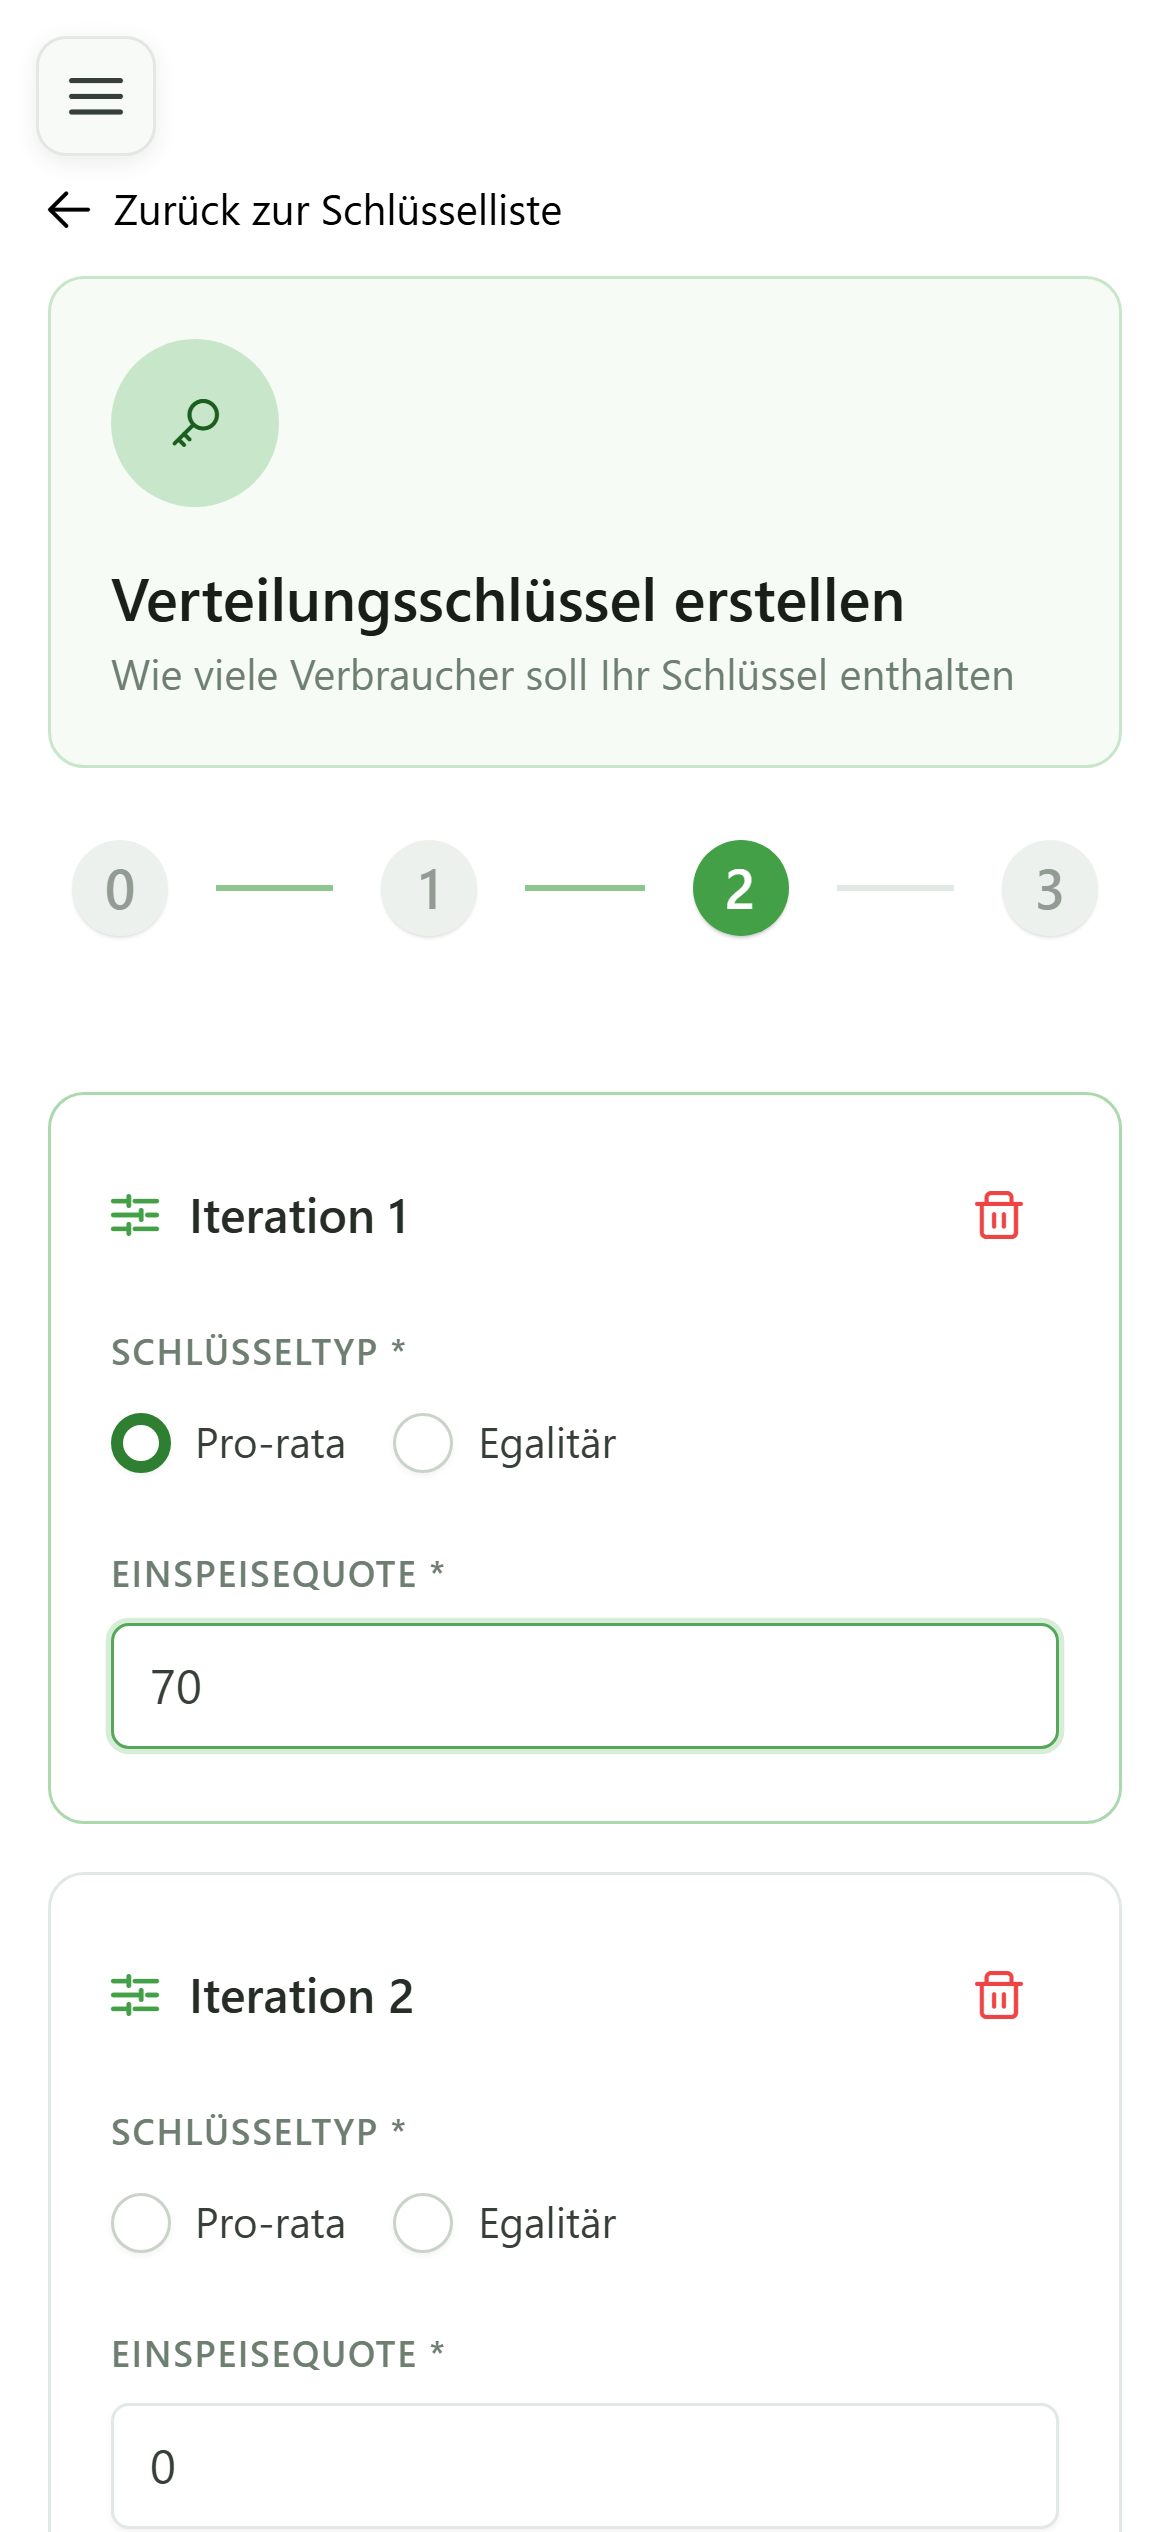 Zurück zur Schlüsselliste
Verteilungsschlüssel erstellen
Wie viele Verbraucher soll Ihr Schlüssel enthalten
0 1 2 3
Iteration 1
SCHLÜSSELTYP *
Pro-rata Egalitär
EINSPEISEQUOTE *
70
Iteration 2
SCHLÜSSELTYP *
Pro-rata Egalitär
EINSPEISEQUOTE *
0